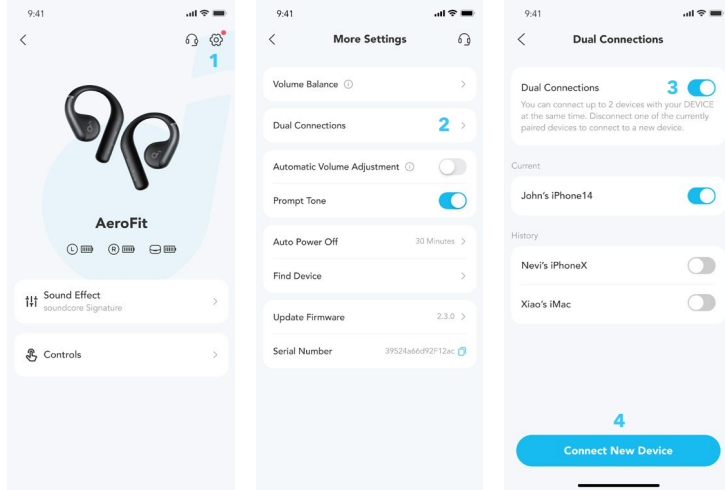 9:41
1
AeroFit
L
R
Sound Effect
soundcore Signature
Controls
9:41
More Settings
Volume Balance
Dual Connections
2
Automatic Volume Adjustment
Prompt Tone
Auto Power Off
30 Minutes
Find Device
Update Firmware
2.3.0
Serial Number
39524a66d92F12ac
9:41
Dual Connections
Dual Connections
3
You can connect up to 2 devices with your DEVICE
at the same time. Disconnect one of the currently
paired devices to connect to a new device.
Current
John's iPhone14
History
Nevi's iPhoneX
Xiao's iMac
4
Connect New Device